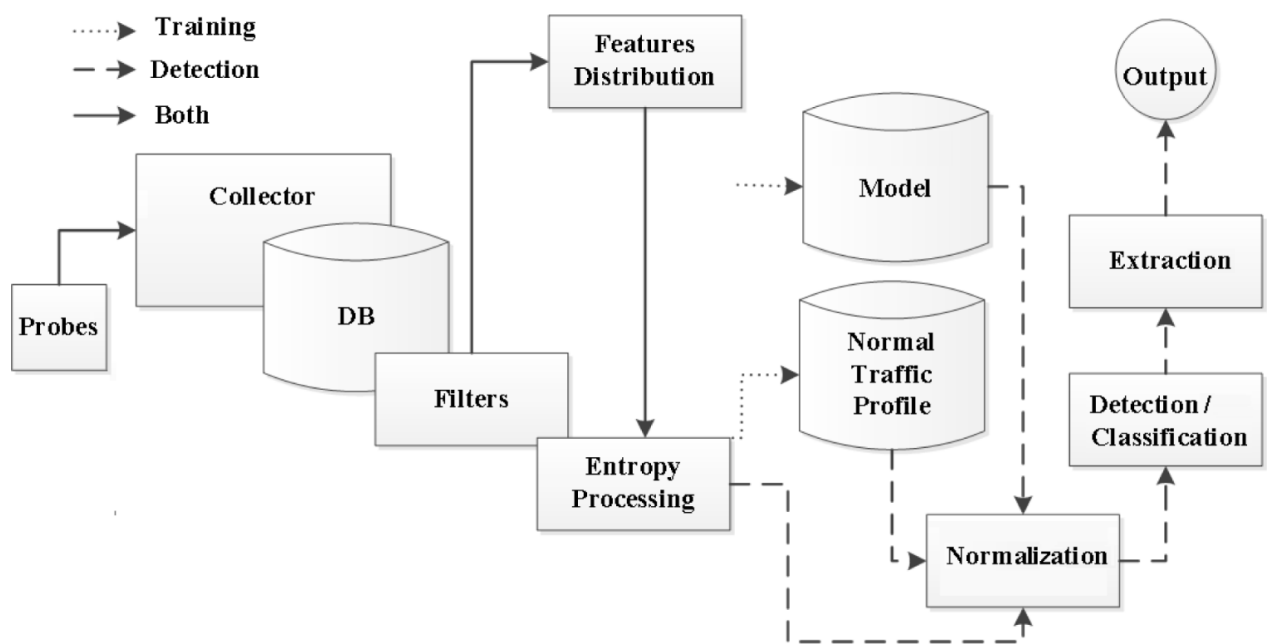 Training
Detection
Both
Probes
Collector
DB
Filters
Features
Distribution
Entropy
Processing
Model
Normal
Traffic
Profile
Normalization
Detection /
Classification
Extraction
Output